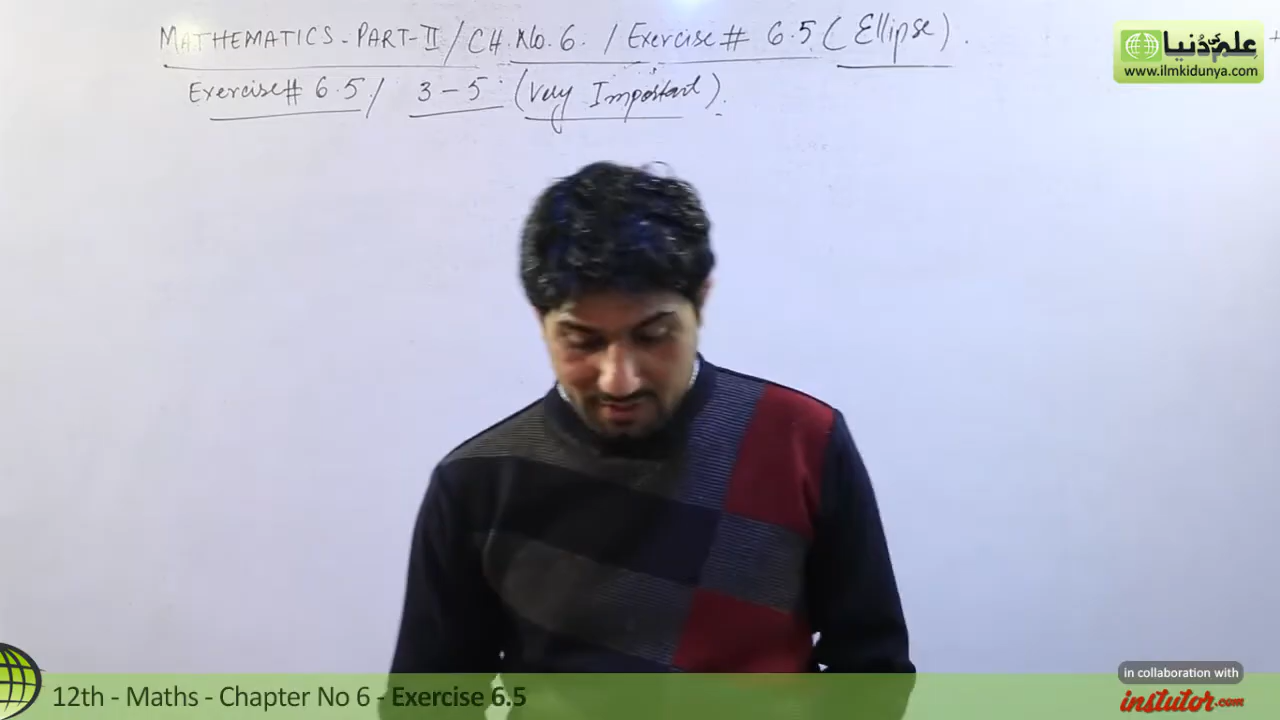 MATHEMATICS - PART-II / CH. No. 6. / Exercise# 6.5 ( Ellipse ) .
Exercise# 6.5 / 3 - 5 (Very Important) .
علم کی دُنیا
www.ilmkidunya.com
12th - Maths - Chapter No 6 - Exercise 6.5
in collaboration with
instutor.com